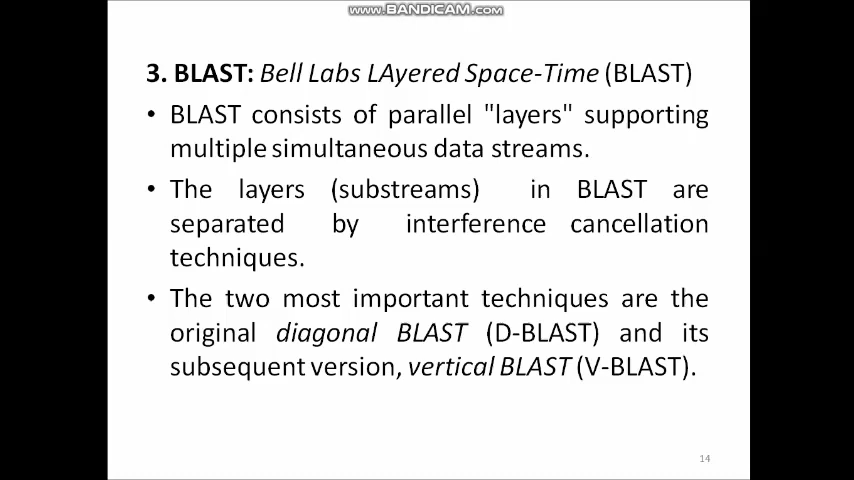 WWW.BANDICAM.COM
3. BLAST: Bell Labs LAyered Space-Time (BLAST)
• BLAST consists of parallel "layers" supporting
multiple simultaneous data streams.
• The layers (substreams) in BLAST are
separated by interference cancellation
techniques.
• The two most important techniques are the
original diagonal BLAST (D-BLAST) and its
subsequent version, vertical BLAST (V-BLAST).
14